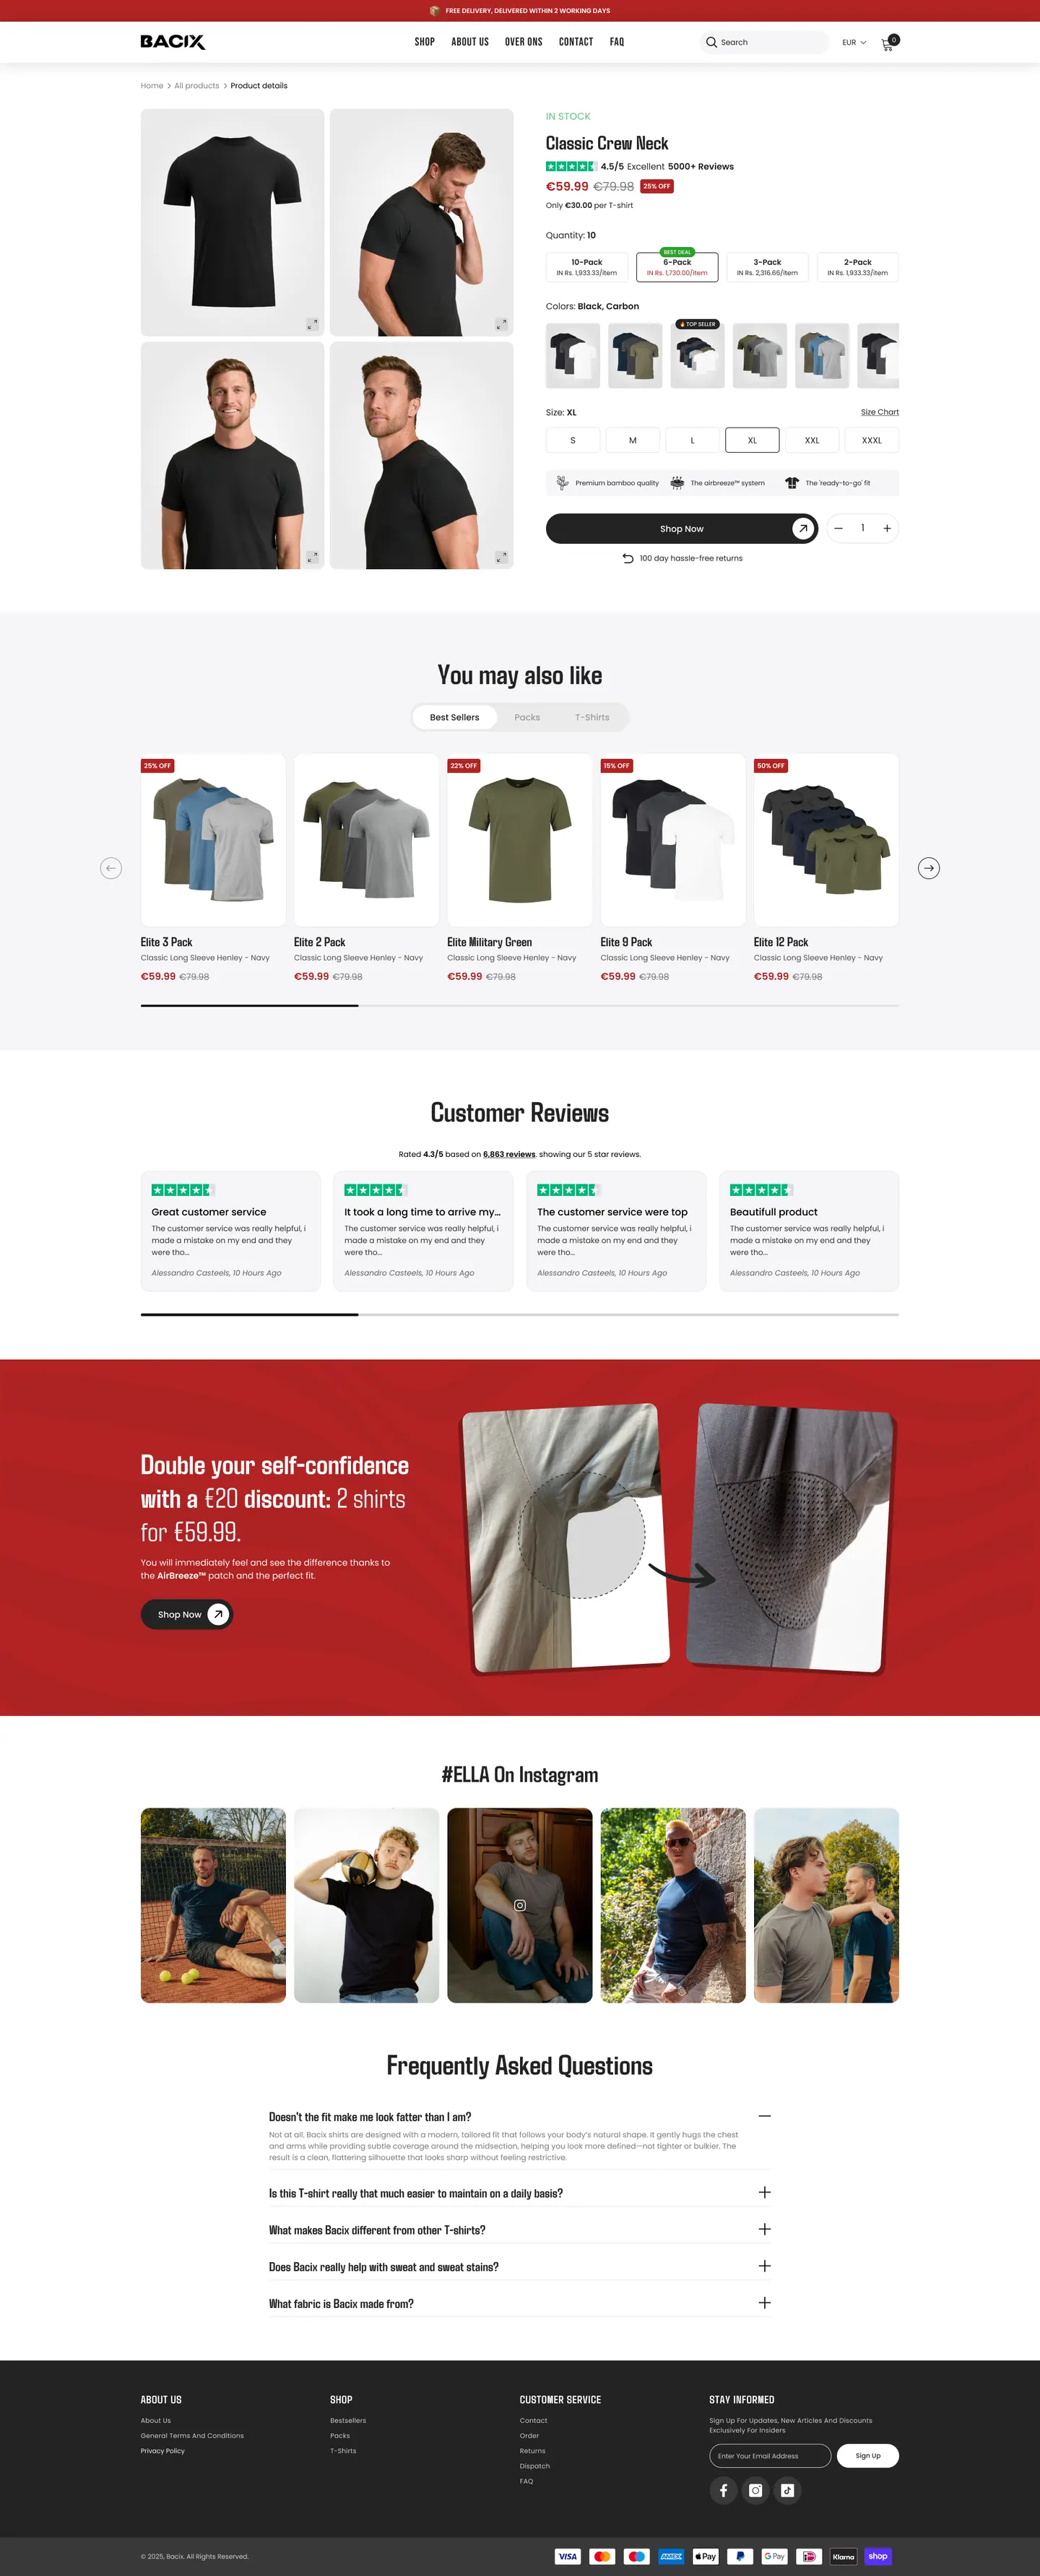 FREE DELIVERY, DELIVERED WITHIN 2 WORKING DAYS
BACIX
SHOP ABOUT US OVER ONS CONTACT FAQ
Search
EUR
0
Home > All products > Product details
IN STOCK
Classic Crew Neck
4.5/5 Excellent 5000+ Reviews
€59.99 €79.98 25% OFF
Only €30.00 per T-shirt
Quantity: 10
BEST DEAL
10-Pack 6-Pack 3-Pack 2-Pack
IN Rs. 1,933.33/item IN Rs. 1,730.00/item IN Rs. 2,316.66/item IN Rs. 1,933.33/item
Colors: Black, Carbon
TOP SELLER
Size: XL Size Chart
S M L XL XXL XXXL
Premium bamboo quality The airbreeze™ system The 'ready-to-go' fit
Shop Now 1
100 day hassle-free returns
You may also like
Best Sellers Packs T-Shirts
25% OFF 22% OFF 15% OFF 50% OFF
Elite 3 Pack Elite 2 Pack Elite Military Green Elite 9 Pack Elite 12 Pack
Classic Long Sleeve Henley - Navy Classic Long Sleeve Henley - Navy Classic Long Sleeve Henley - Navy Classic Long Sleeve Henley - Navy Classic Long Sleeve Henley - Navy
€59.99 €79.98 €59.99 €79.98 €59.99 €79.98 €59.99 €79.98 €59.99 €79.98
Customer Reviews
Rated 4.3/5 based on 6,863 reviews. showing our 5 star reviews.
Great customer service
The customer service was really helpful, i
made a mistake on my end and they
were tho...
Alessandro Casteels, 10 Hours Ago
It took a long time to arrive my...
The customer service was really helpful, i
made a mistake on my end and they
were tho...
Alessandro Casteels, 10 Hours Ago
The customer service were top
The customer service was really helpful, i
made a mistake on my end and they
were tho...
Alessandro Casteels, 10 Hours Ago
Beautifull product
The customer service was really helpful, i
made a mistake on my end and they
were tho...
Alessandro Casteels, 10 Hours Ago
Double your self-confidence
with a €20 discount: 2 shirts
for €59.99.
You will immediately feel and see the difference thanks to
the AirBreeze™ patch and the perfect fit.
Shop Now
#ELLA On Instagram
Frequently Asked Questions
Doesn't the fit make me look fatter than I am?
Not at all. Bacix shirts are designed with a modern, tailored fit that follows your body's natural shape. It gently hugs the chest
and arms while providing subtle coverage around the midsection, helping you look more defined—not tighter or bulkier. The
result is a clean, flattering silhouette that looks sharp without feeling restrictive.
Is this T-shirt really that much easier to maintain on a daily basis?
What makes Bacix different from other T-shirts?
Does Bacix really help with sweat and sweat stains?
What fabric is Bacix made from?
ABOUT US
About Us
General Terms And Conditions
Privacy Policy
SHOP
Bestsellers
Packs
T-Shirts
CUSTOMER SERVICE
Contact
Order
Returns
Dispatch
FAQ
STAY INFORMED
Sign Up For Updates, New Articles And Discounts
Exclusively For Insiders
Enter Your Email Address Sign Up
© 2025, Bacix. All Rights Reserved.
VISA AMEX Apple Pay G Pay iDEAL Klarna shop